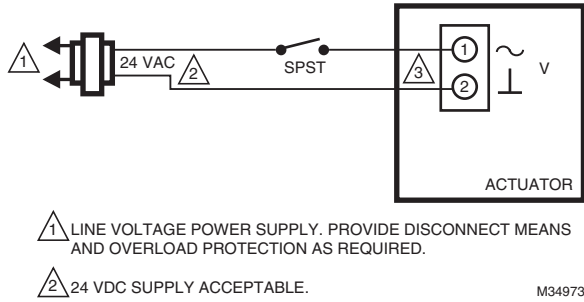 1
24 VAC
2
SPST
3
1
2
V
ACTUATOR
1 LINE VOLTAGE POWER SUPPLY. PROVIDE DISCONNECT MEANS
AND OVERLOAD PROTECTION AS REQUIRED.
2 24 VDC SUPPLY ACCEPTABLE.
M34973